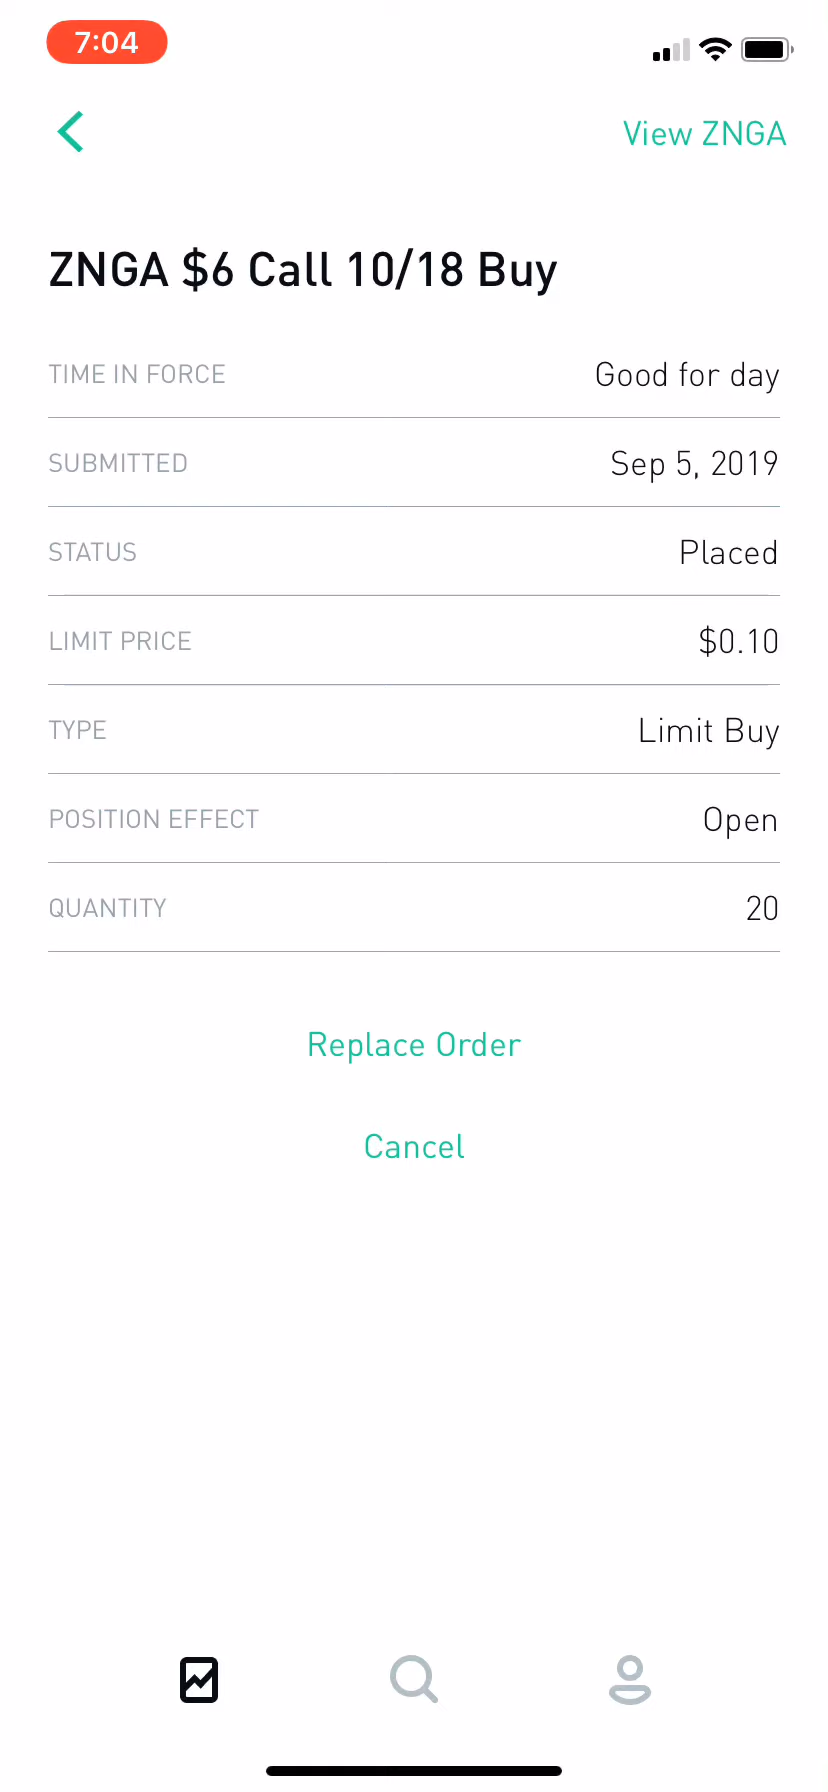 7:04
View ZNGA
ZNGA $6 Call 10/18 Buy
TIME IN FORCE Good for day
SUBMITTED Sep 5, 2019
STATUS Placed
LIMIT PRICE $0.10
TYPE Limit Buy
POSITION EFFECT Open
QUANTITY 20
Replace Order
Cancel